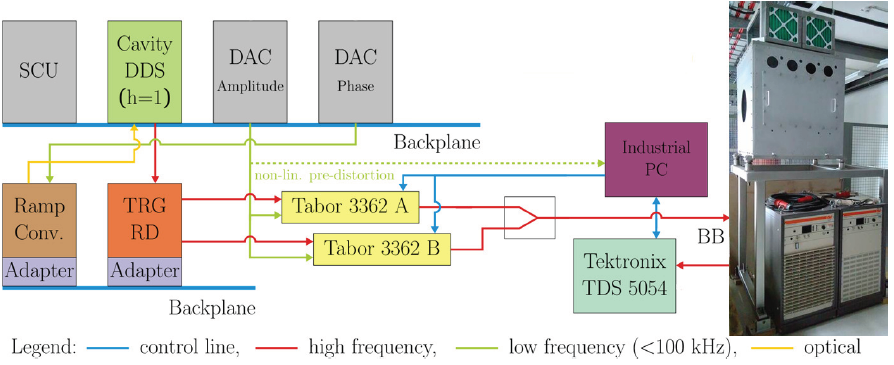 SCU
Cavity
DDS
(h=1)
DAC
Amplitude
DAC
Phase
Backplane
Industrial
PC
non-lin. pre-distortion
Ramp
Conv.
Adapter
TRG
RD
Adapter
Tabor 3362 A
Tabor 3362 B
BB
Tektronix
TDS 5054
Backplane
Legend: control line, high frequency, low frequency (<100 kHz), optical